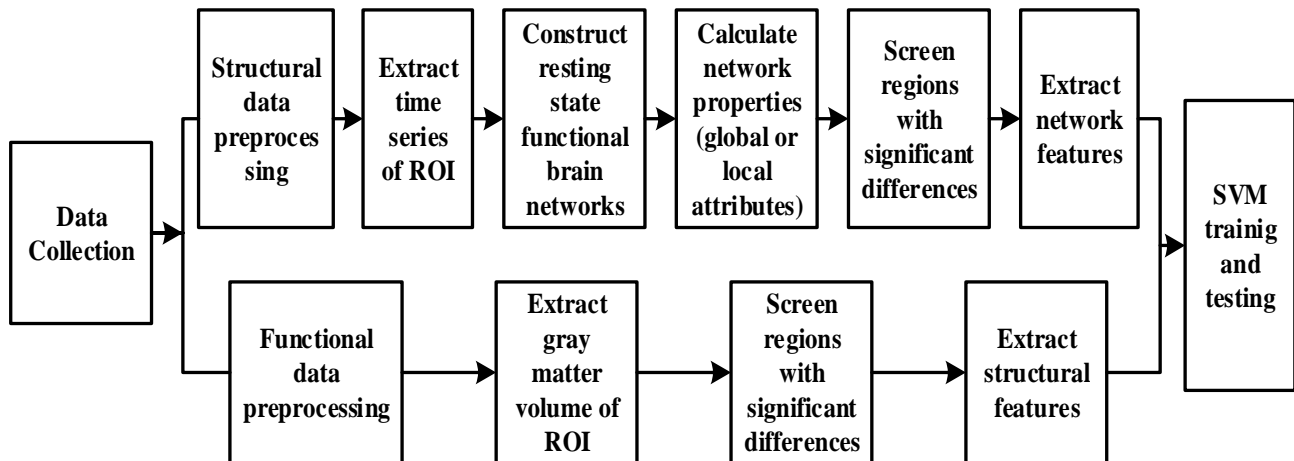 Data
Collection
Structural
data
preproces
sing
Extract
time
series
of ROI
Construct
resting
state
functional
brain
networks
Calculate
network
properties
(global or
local
attributes)
Screen
regions
with
significant
differences
Extract
network
features
Functional
data
preprocessing
Extract
gray
matter
volume of
ROI
Screen
regions
with
significant
differences
Extract
structural
features
SVM
trainig
and
testing